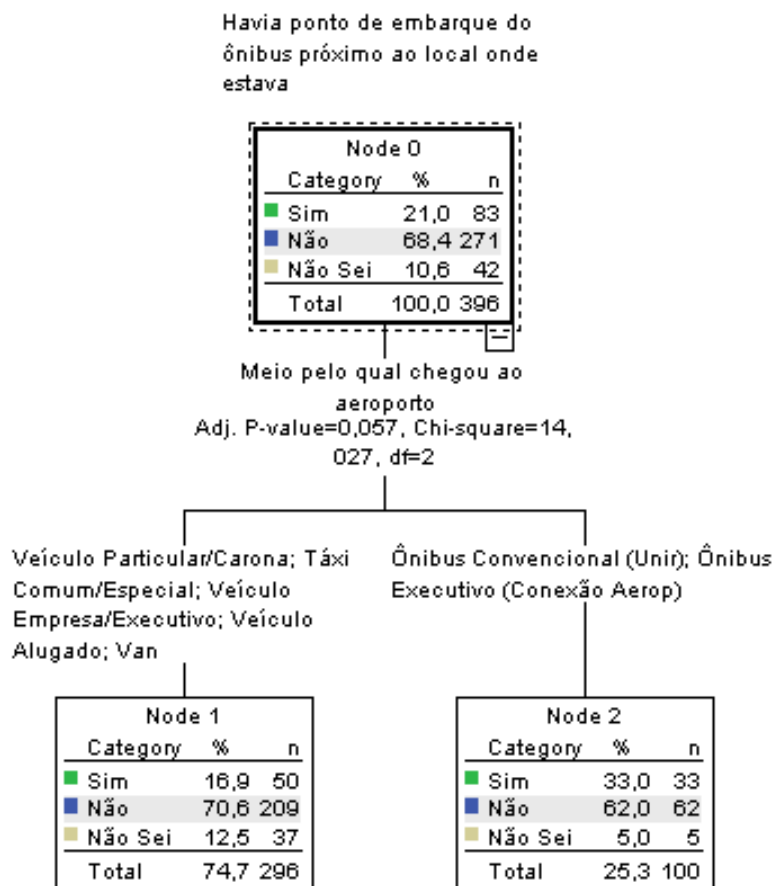 Havia ponto de embarque do
ônibus próximo ao local onde
estava
Node 0
Category % n
Sim 21,0 83
Não 68,4 271
Não Sei 10,6 42
Total 100,0 396
Meio pelo qual chegou ao
aeroporto
Adj. P-value=0,057, Chi-square=14,
027, df=2
Veículo Particular/Carona; Táxi
Comum/Especial; Veículo
Empresa/Executivo; Veículo
Alugado; Van
Node 1
Category % n
Sim 16,9 50
Não 70,6 209
Não Sei 12,5 37
Total 74,7 296
Ônibus Convencional (Unir); Ônibus
Executivo (Conexão Aerop)
Node 2
Category % n
Sim 33,0 33
Não 62,0 62
Não Sei 5,0 5
Total 25,3 100